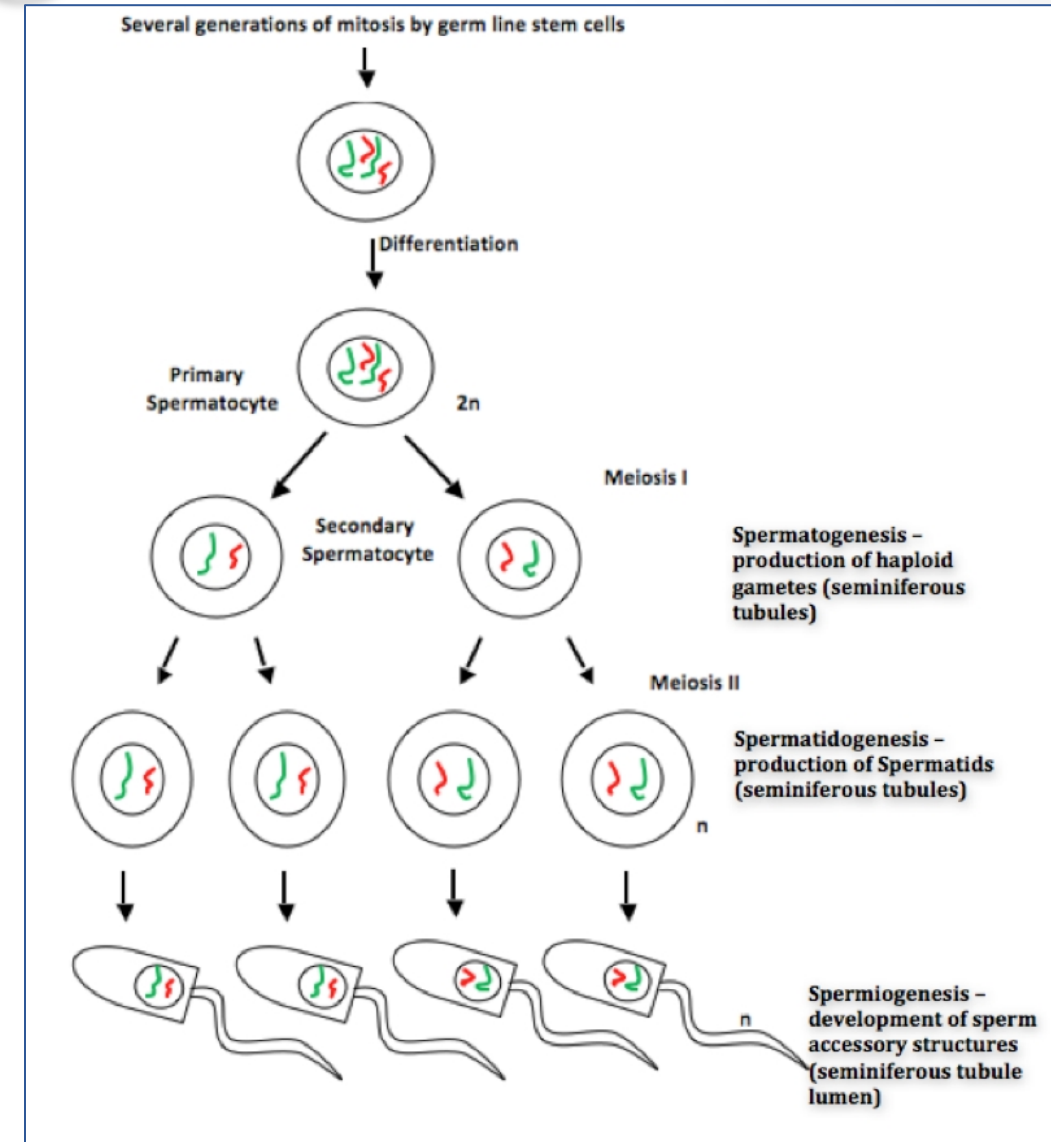 Several generations of mitosis by germ line stem cells
Differentiation
Primary
Spermatocyte
2n
Meiosis I
Secondary
Spermatocyte
Spermatogenesis –
production of haploid
gametes (seminiferous
tubules)
Meiosis II
Spermatidogenesis –
production of Spermatids
(seminiferous tubules)
n
Spermiogenesis –
development of sperm
accessory structures
(seminiferous tubule
lumen)
n